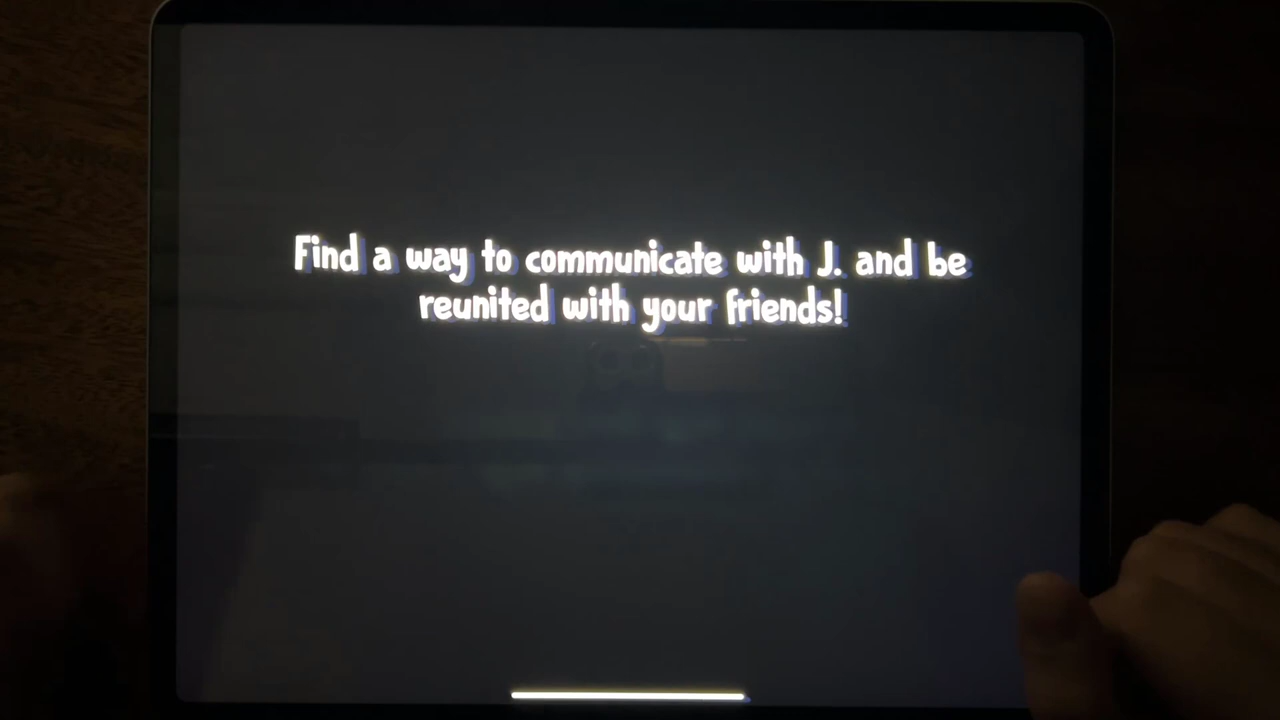 Find a way to communicate with J. and be
reunited with your friends!